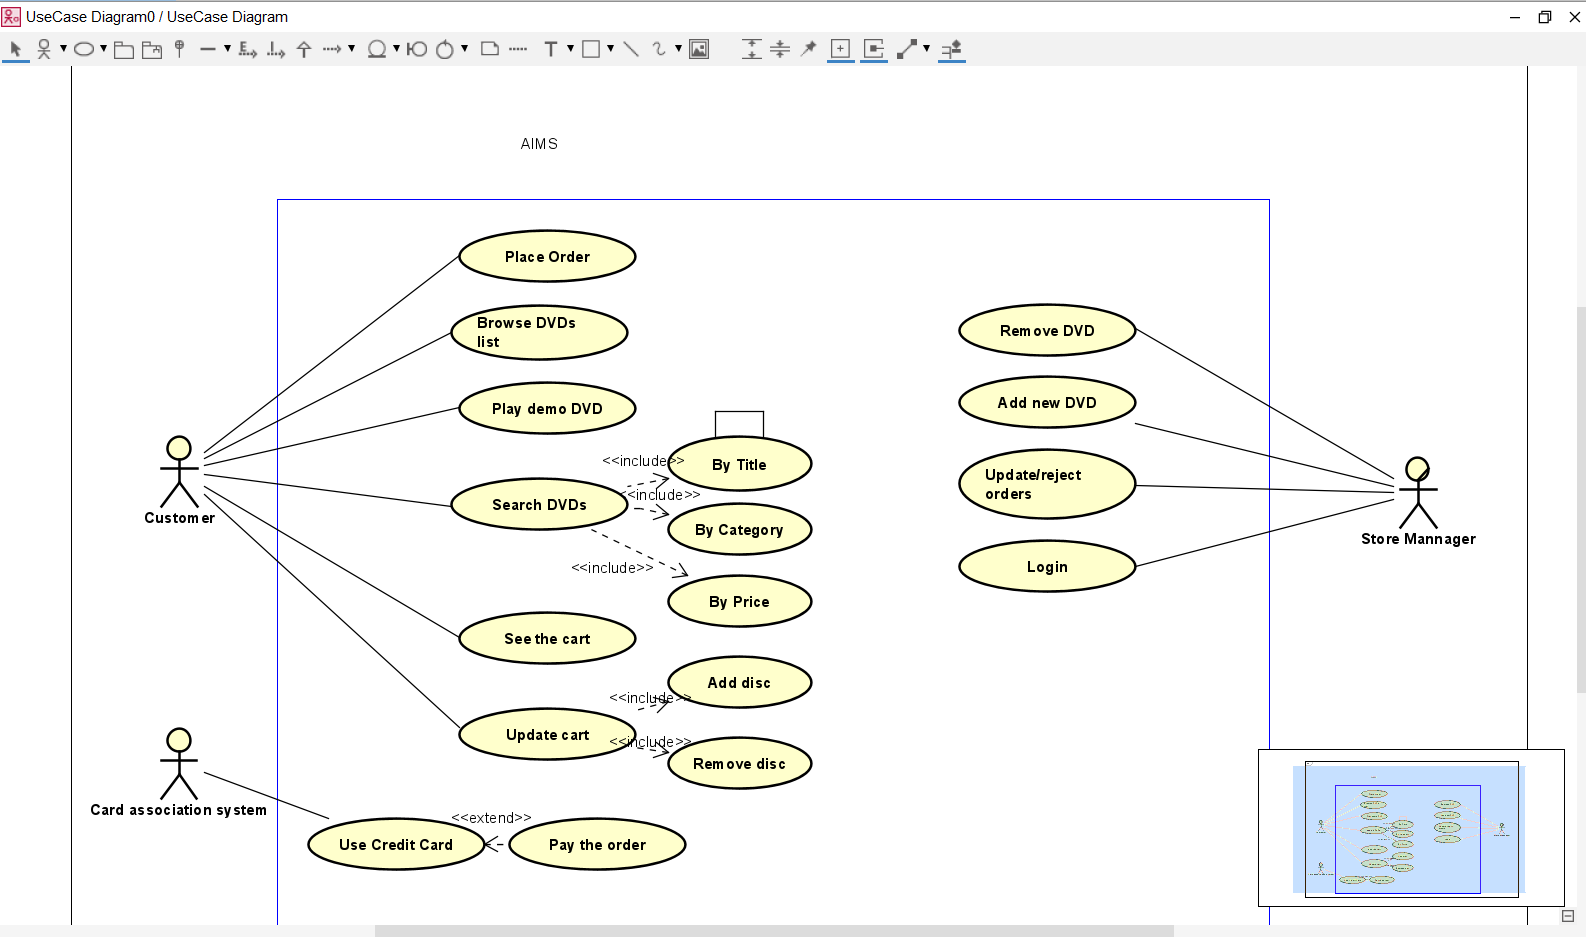 UseCase Diagram0 / UseCase Diagram
E
I
T
AIMS
Place Order
Browse DVDs
list
Remove DVD
Play demo DVD
Add new DVD
<<include>>
By Title
Update/reject
orders
<<include>>
Search DVDs
By Category
Customer
Store Mannager
<<include>>
Login
By Price
See the cart
Add disc
<<include>>
Update cart
<<include>>
Remove disc
Card association system
<<extend>>
Use Credit Card
Pay the order